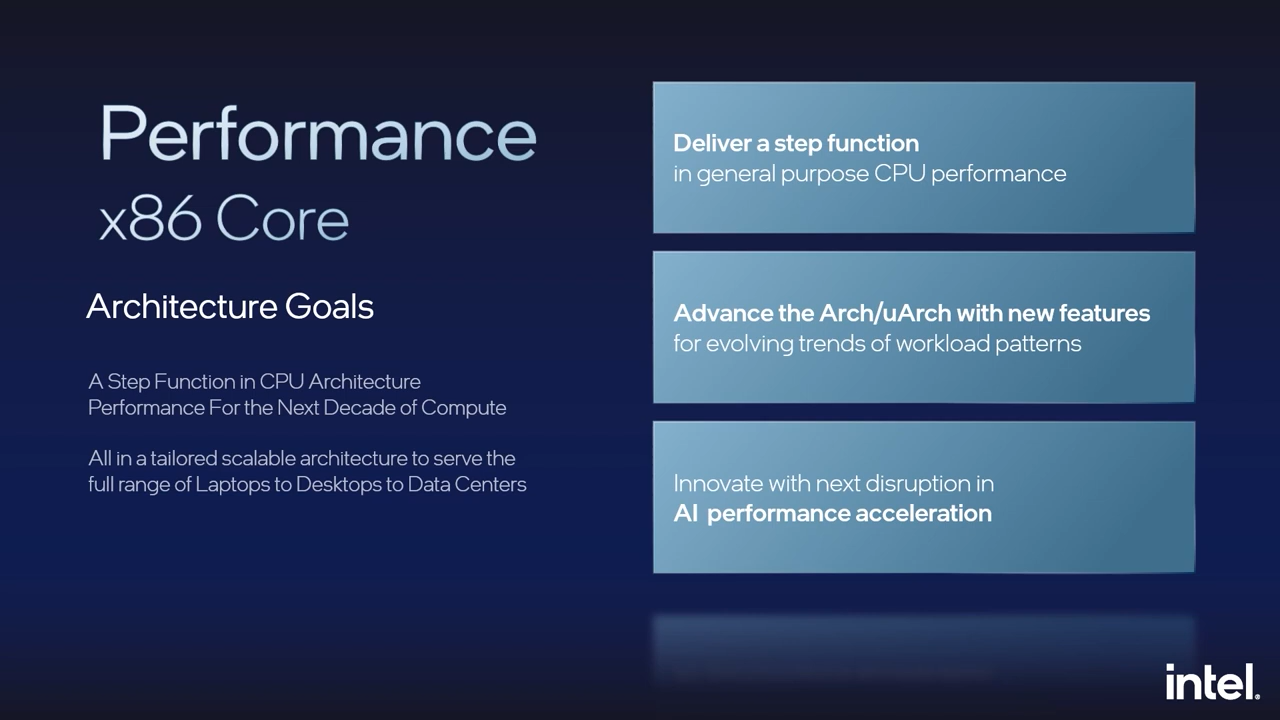 Performance
x86 Core
Architecture Goals
A Step Function in CPU Architecture
Performance For the Next Decade of Compute
All in a tailored scalable architecture to serve the
full range of Laptops to Desktops to Data Centers
Deliver a step function
in general purpose CPU performance
Advance the Arch/uArch with new features
for evolving trends of workload patterns
Innovate with next disruption in
AI performance acceleration
intel.